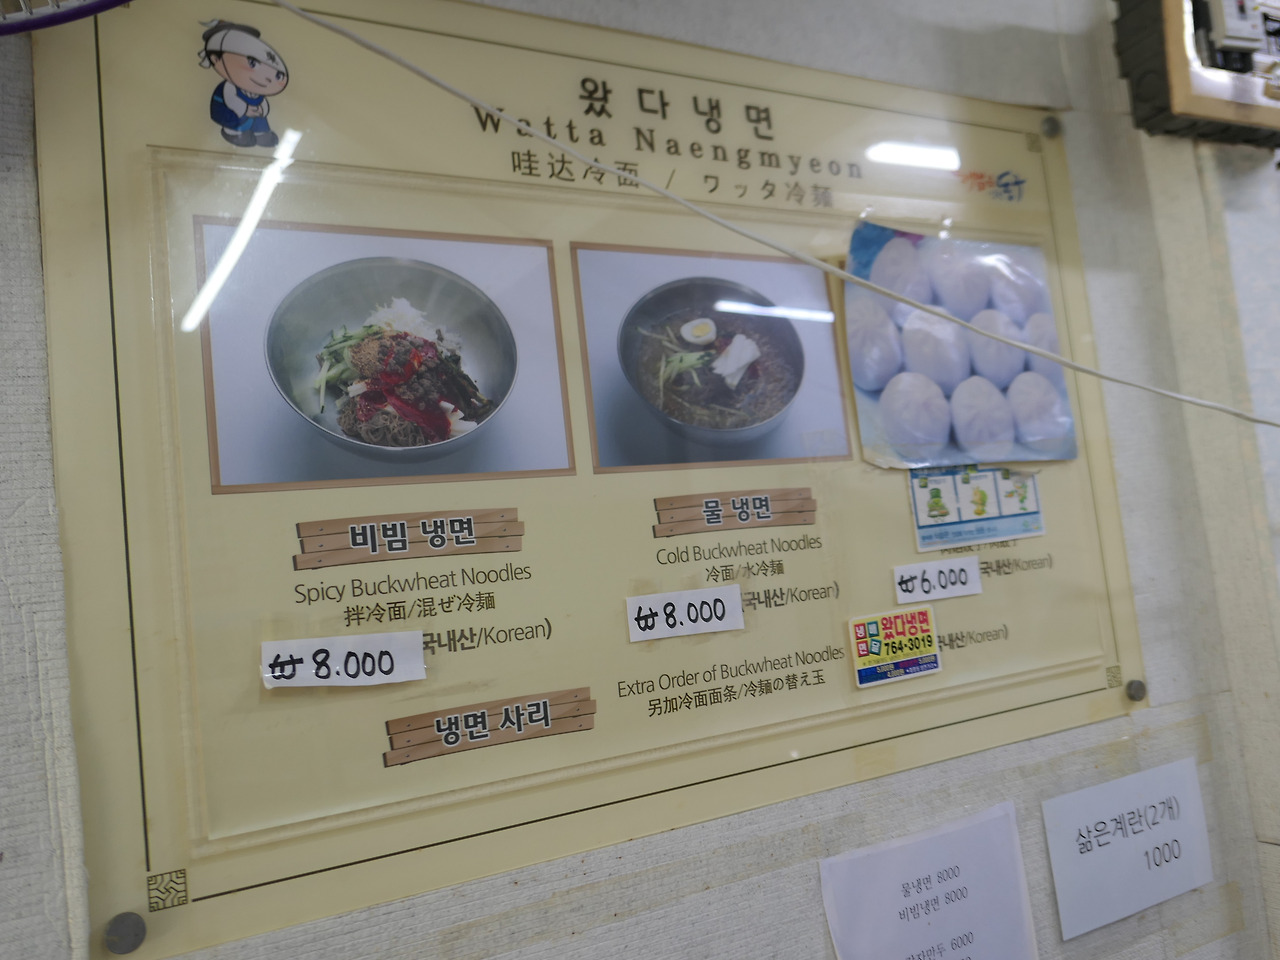 왔다냉면
Watta Naengmyeon
哇达冷面 / ワッタ冷麺
비빔 냉면
Spicy Buckwheat Noodles
拌冷面/混ぜ冷麺
₩8.000
국내산/Korean)
물 냉면
Cold Buckwheat Noodles
冷面/水冷麺
₩8.000
국내산/Korean)
₩6.000
국내산/Korean)
냉면 사리
Extra Order of Buckwheat Noodles
另加冷面面条/冷麺の替え玉
왔다냉면
764-3019
국내산/Korean)
물냉면 8000
비빔냉면 8000
6000
삶은계란(2개)
1000